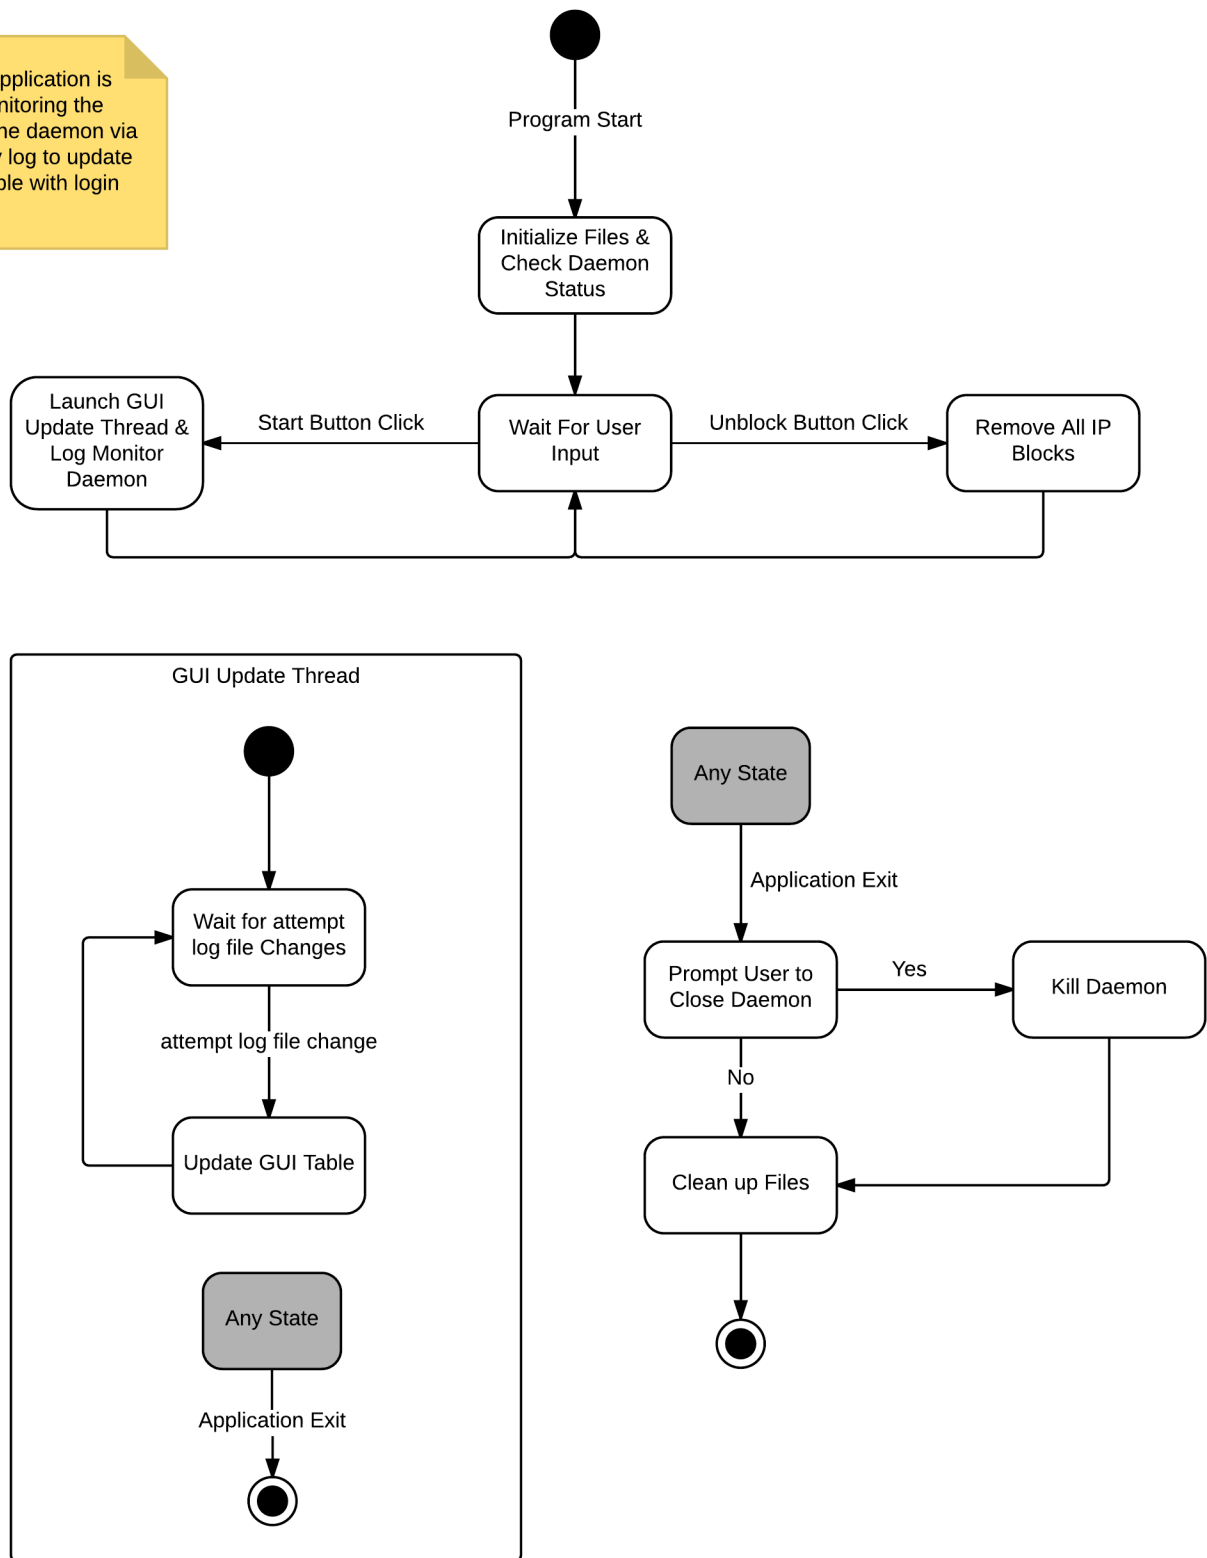 Program Start
pplication is
nitoring the
ne daemon via
log to update
ple with login
Initialize Files &
Check Daemon
Status
Launch GUI
Update Thread &
Log Monitor
Daemon
Start Button Click
Wait For User
Input
Unblock Button Click
Remove All IP
Blocks
GUI Update Thread
Wait for attempt
log file Changes
attempt log file change
Update GUI Table
Any State
Application Exit
Any State
Application Exit
Prompt User to
Close Daemon
Yes
Kill Daemon
No
Clean up Files